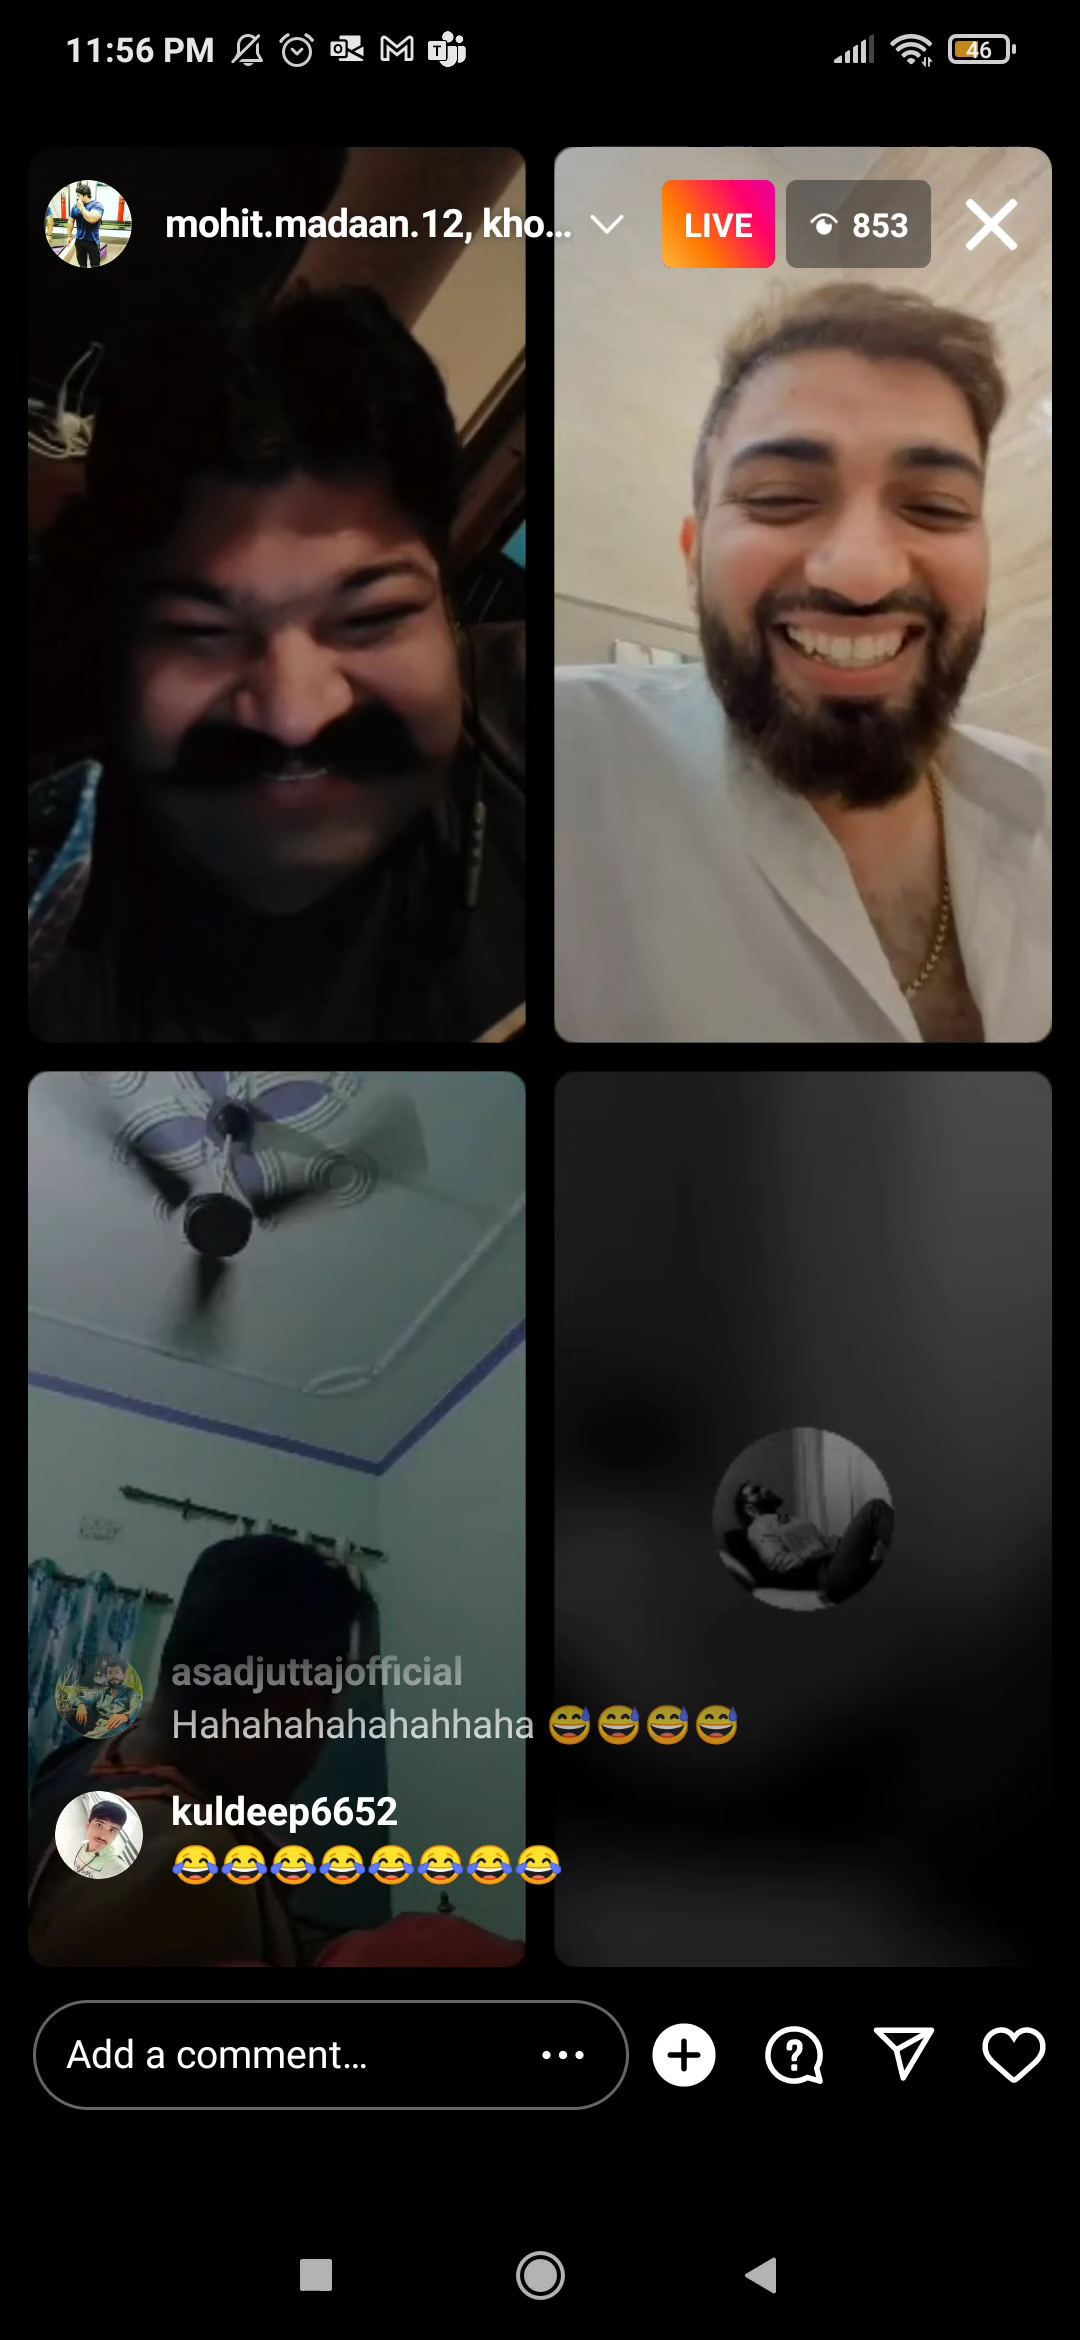 11:56 PM
46
mohit.madaan.12, kho...
LIVE
853
asadjuttajofficial
Hahahahahahahhaha 😅😅😅😅
kuldeep6652
😂😂😂😂😂😂😂😂
Add a comment...